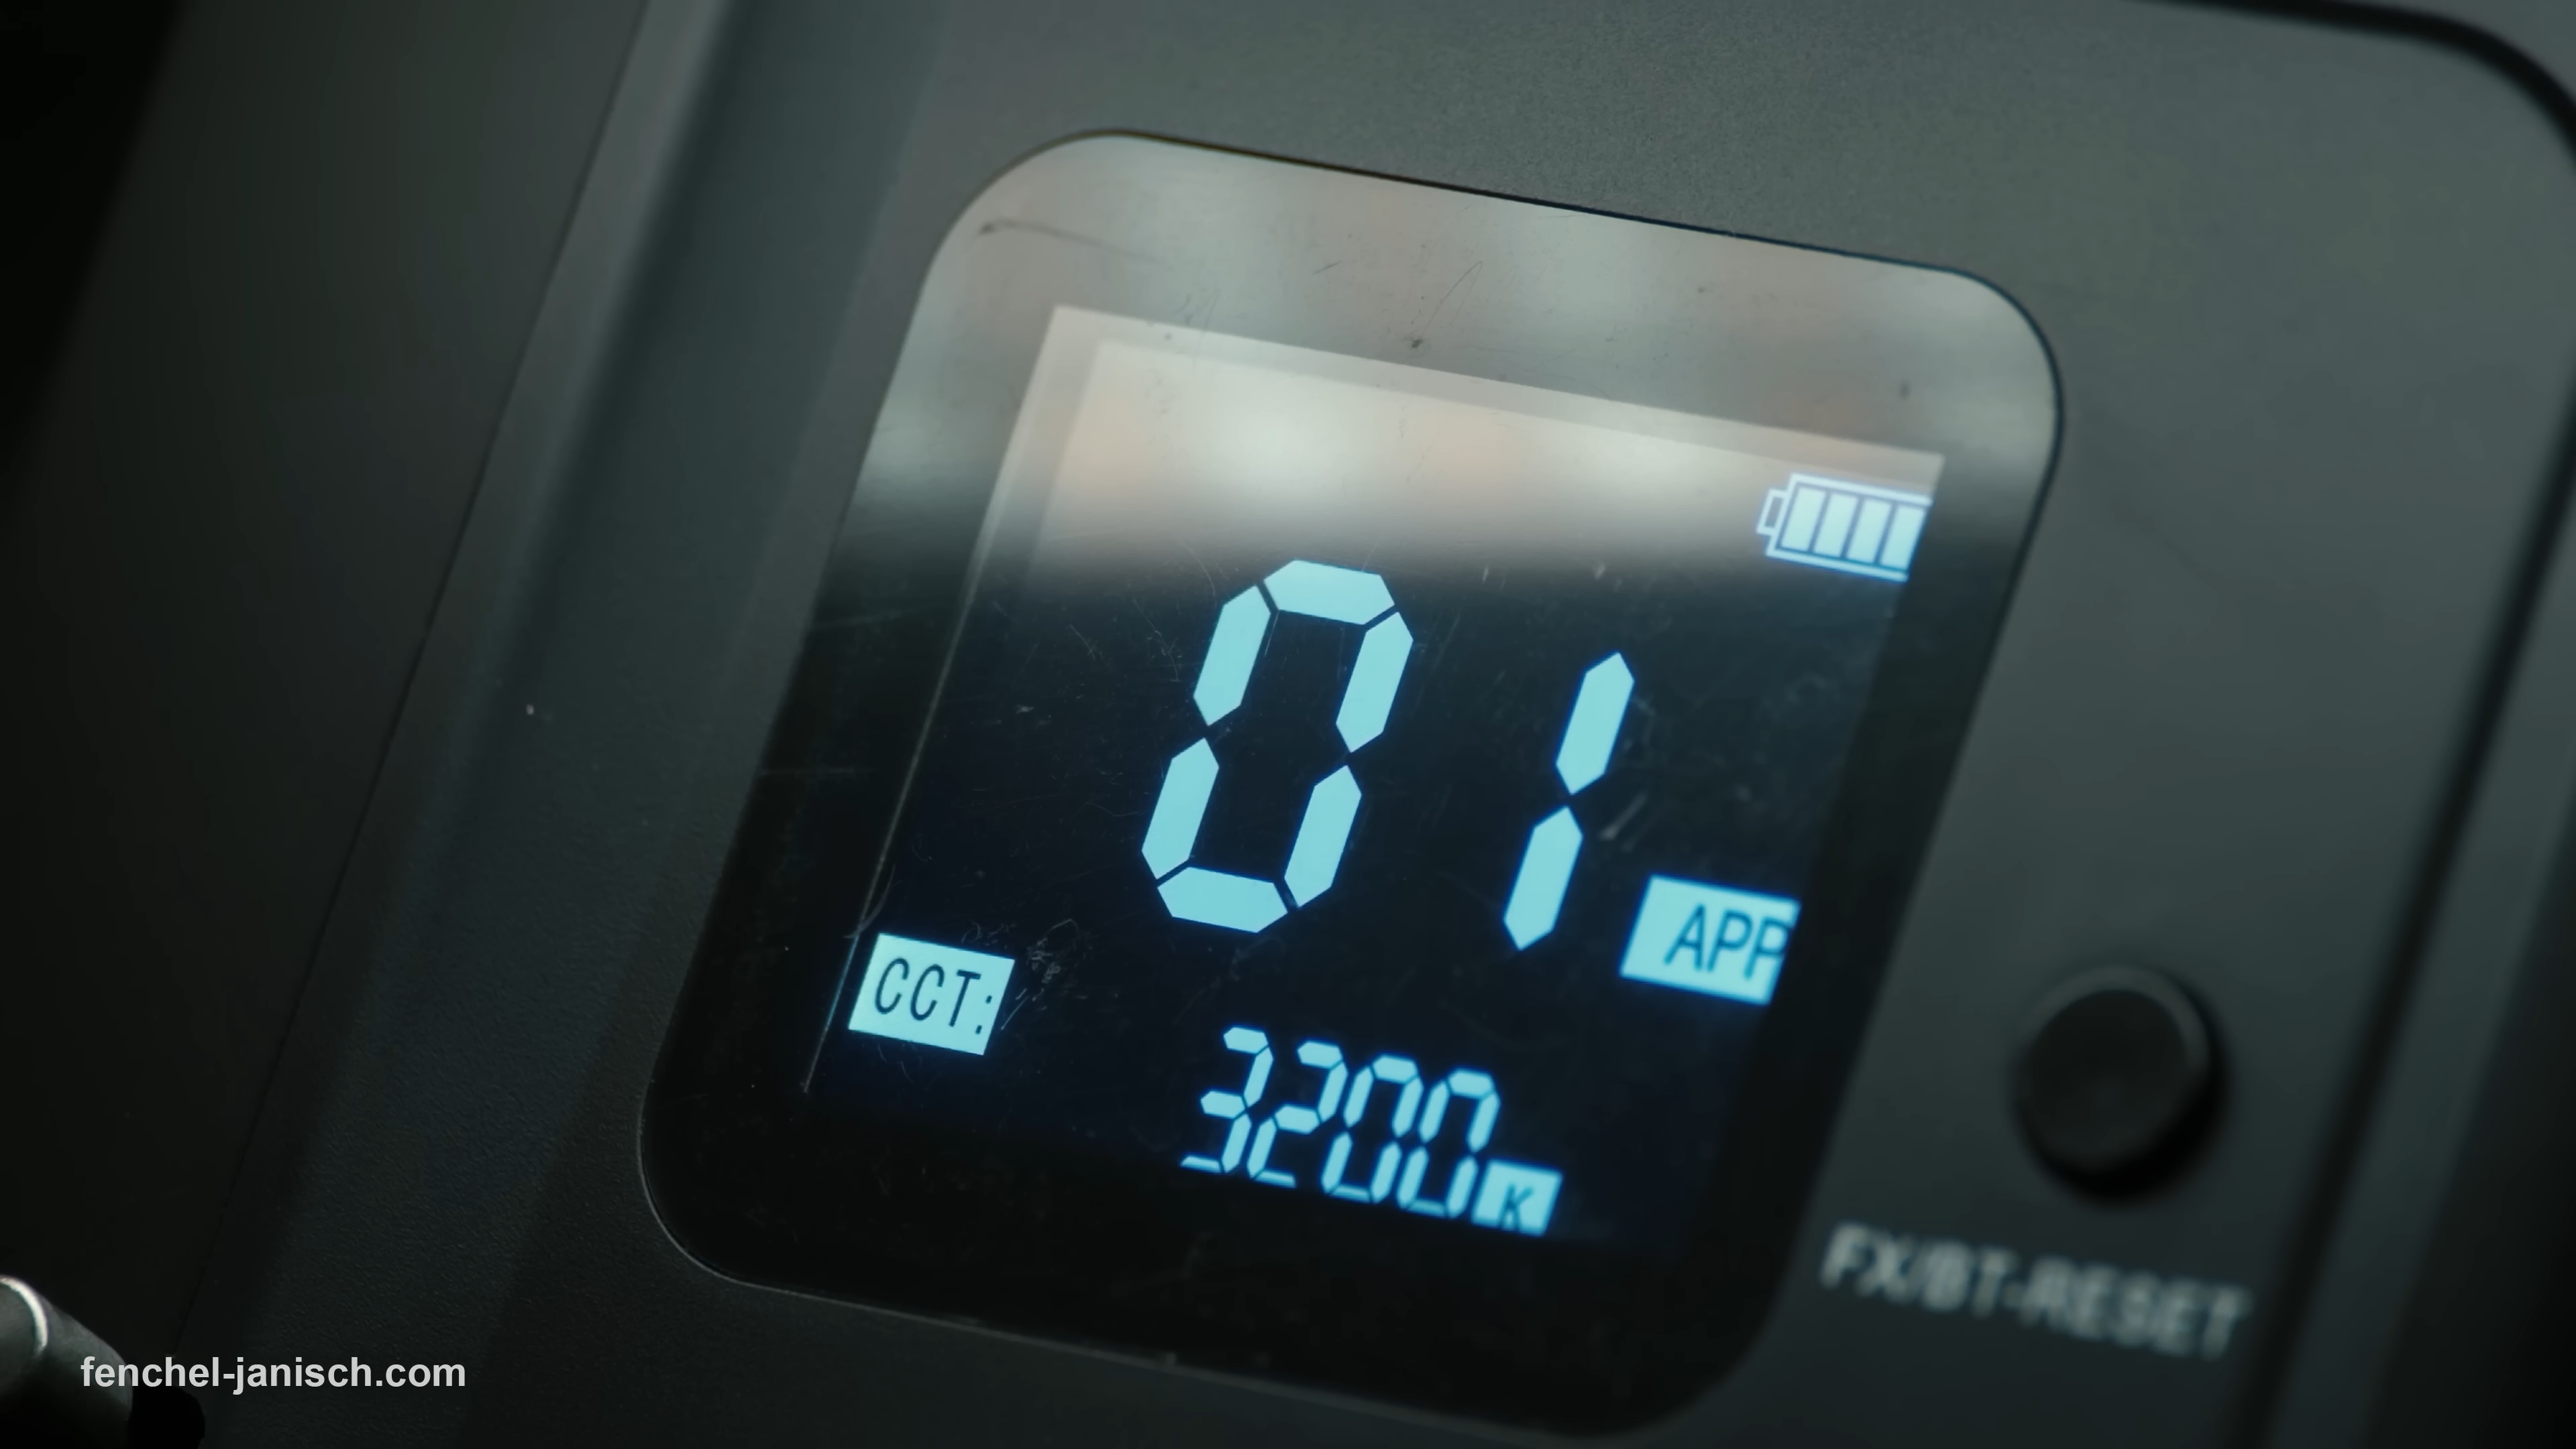 01
APP
CCT:
3200K
FX/BT-RESET
fenchel-janisch.com